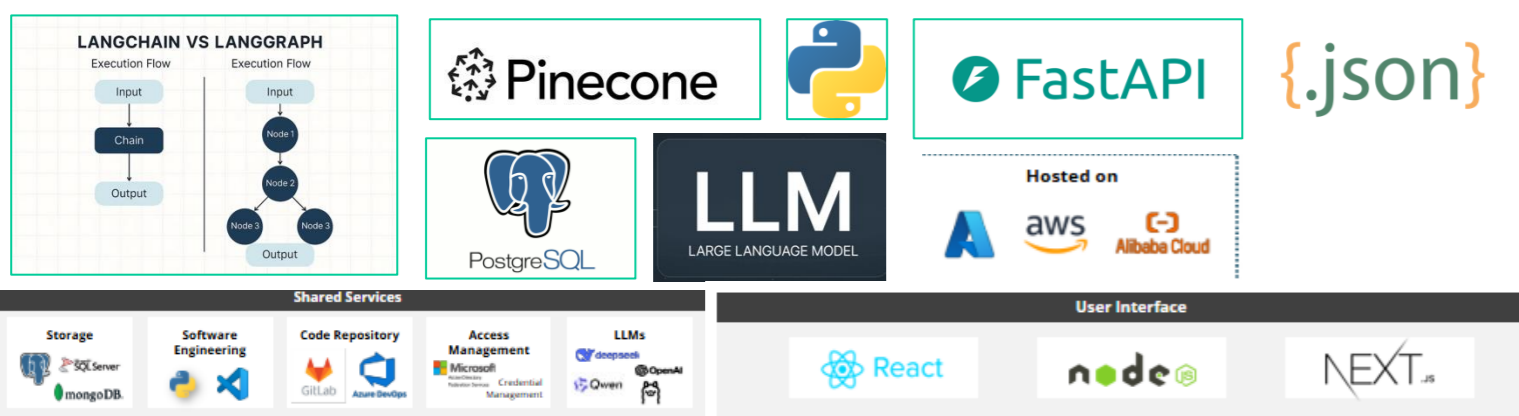 LANGCHAIN VS LANGGRAPH
Execution Flow
Input
Chain
Output
Execution Flow
Input
Node 1
Node 2
Node 3
Node 3
Output
Pinecone
FastAPI
{.json}
PostgreSQL
LLM
LARGE LANGUAGE MODEL
Hosted on
aws
Alibaba Cloud
Shared Services
Storage
SQL Server
mongoDB.
Software
Engineering
Code Repository
GitLab
Azure DevOps
Access
Management
Microsoft
Credential
Management
LLMs
deepseek
OpenAI
Qwen
User Interface
React
node
JS
NEXT.JS